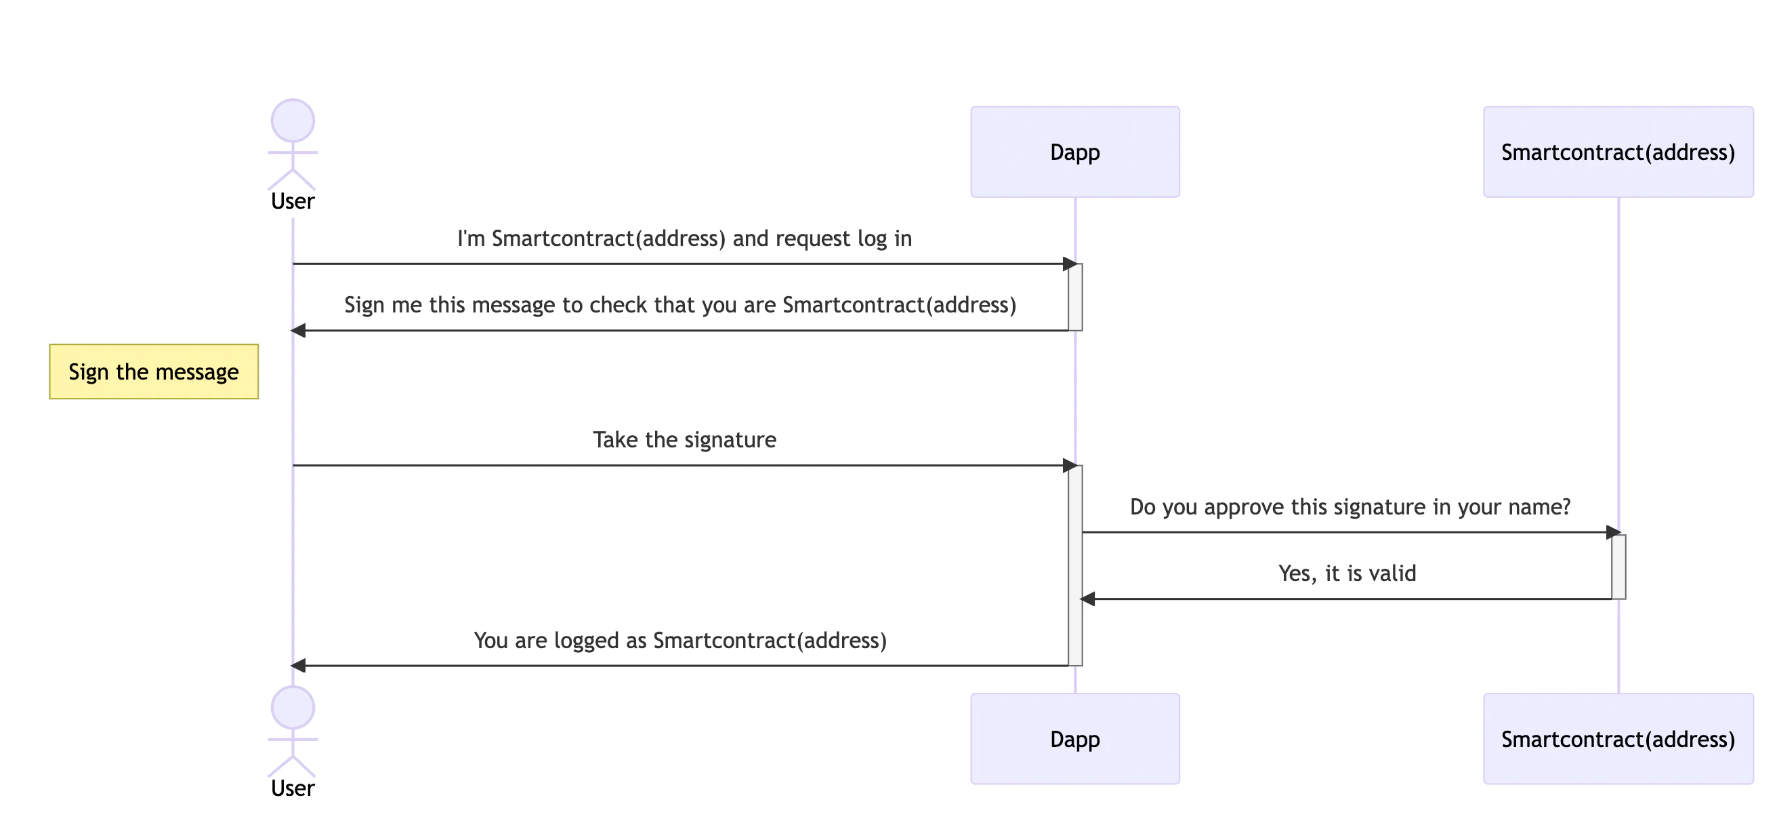 User
Dapp
Smartcontract(address)
I'm Smartcontract(address) and request log in
Sign me this message to check that you are Smartcontract(address)
Sign the message
Take the signature
Do you approve this signature in your name?
Yes, it is valid
You are logged as Smartcontract(address)
User
Dapp
Smartcontract(address)